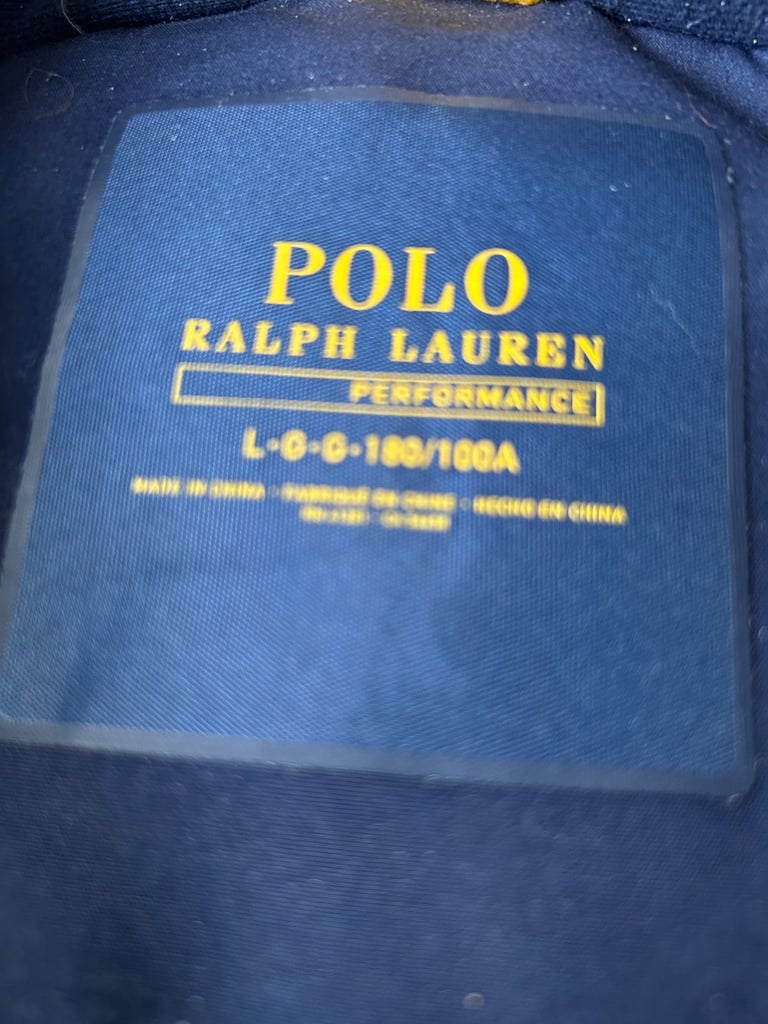 POLO
RALPH LAUREN
PERFORMANCE
L·G·G·180/100A
MADE IN CHINA · FABRIQUÉ EN CHINE · HECHO EN CHINA